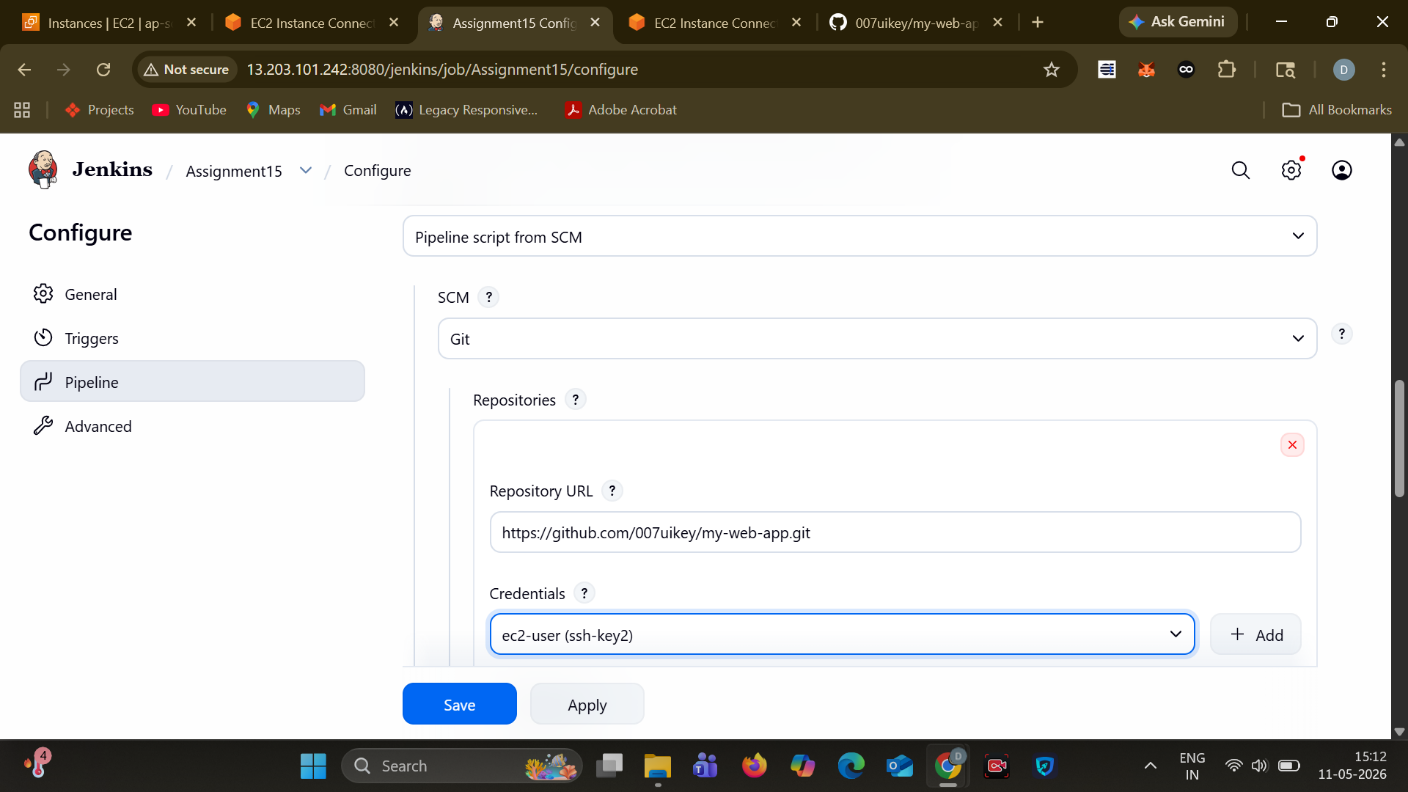 Instances | EC2 | ap-s
EC2 Instance Connec
Assignment15 Config
EC2 Instance Connec
007uikey/my-web-ap
Ask Gemini
Not secure
13.203.101.242:8080/jenkins/job/Assignment15/configure
D
Projects
YouTube
Maps
Gmail
Legacy Responsive...
Adobe Acrobat
All Bookmarks
Jenkins / Assignment15 / Configure
Configure
General
Triggers
Pipeline
Advanced
Pipeline script from SCM
SCM ?
Git
?
Repositories ?
Repository URL ?
https://github.com/007uikey/my-web-app.git
Credentials ?
ec2-user (ssh-key2)
+ Add
Save
Apply
4
Search
D
ENG
IN
15:12
11-05-2026